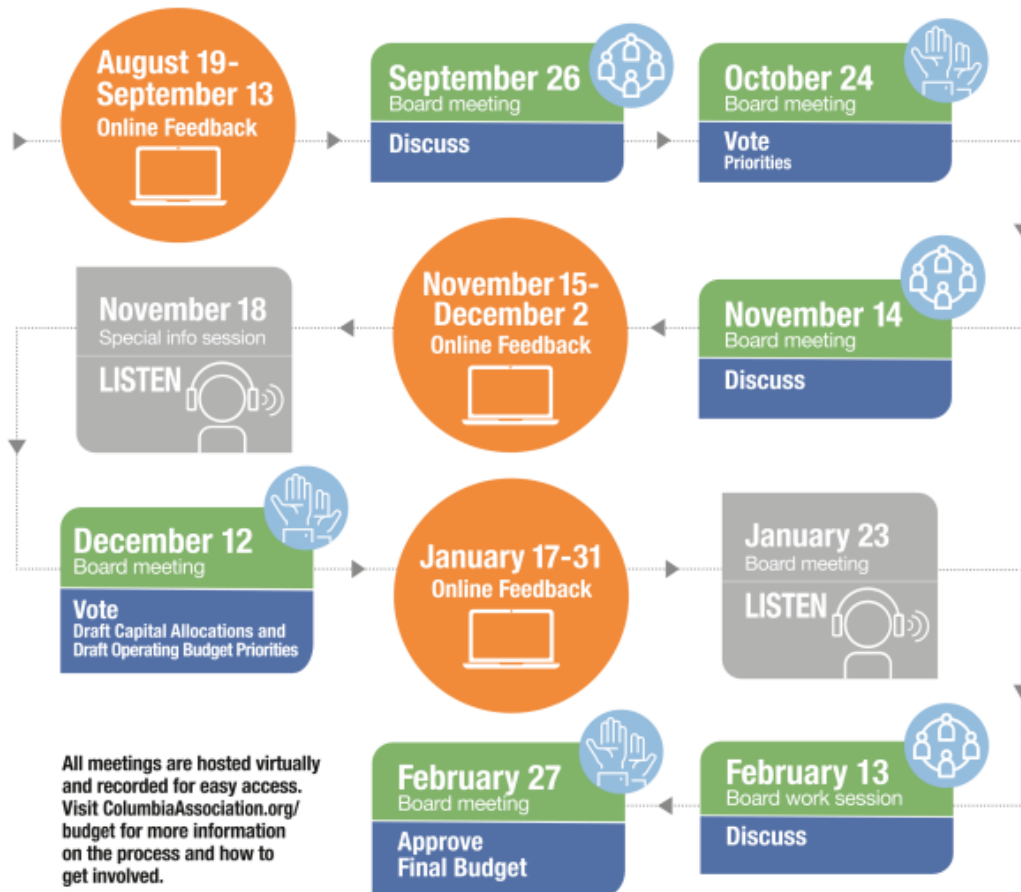 August 19-
September 13
Online Feedback
September 26
Board meeting
Discuss
October 24
Board meeting
Vote
Priorities
November 14
Board meeting
Discuss
November 15-
December 2
Online Feedback
November 18
Special info session
LISTEN
December 12
Board meeting
Vote
Draft Capital Allocations and
Draft Operating Budget Priorities
January 17-31
Online Feedback
January 23
Board meeting
LISTEN
February 13
Board work session
Discuss
February 27
Board meeting
Approve
Final Budget
All meetings are hosted virtually
and recorded for easy access.
Visit ColumbiaAssociation.org/
budget for more information
on the process and how to
get involved.